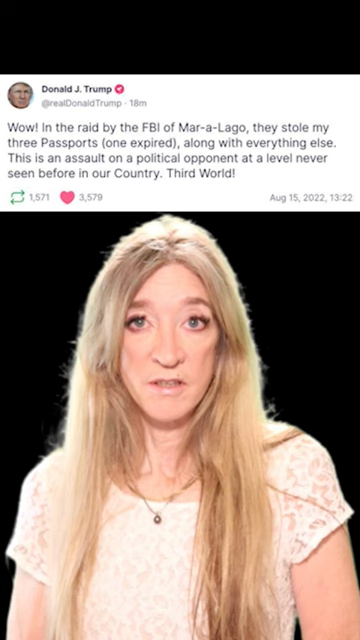 Donald J. Trump
@realDonaldTrump · 18m
Wow! In the raid by the FBI of Mar-a-Lago, they stole my
three Passports (one expired), along with everything else.
This is an assault on a political opponent at a level never
seen before in our Country. Third World!
1,571 3,579 Aug 15, 2022, 13:22